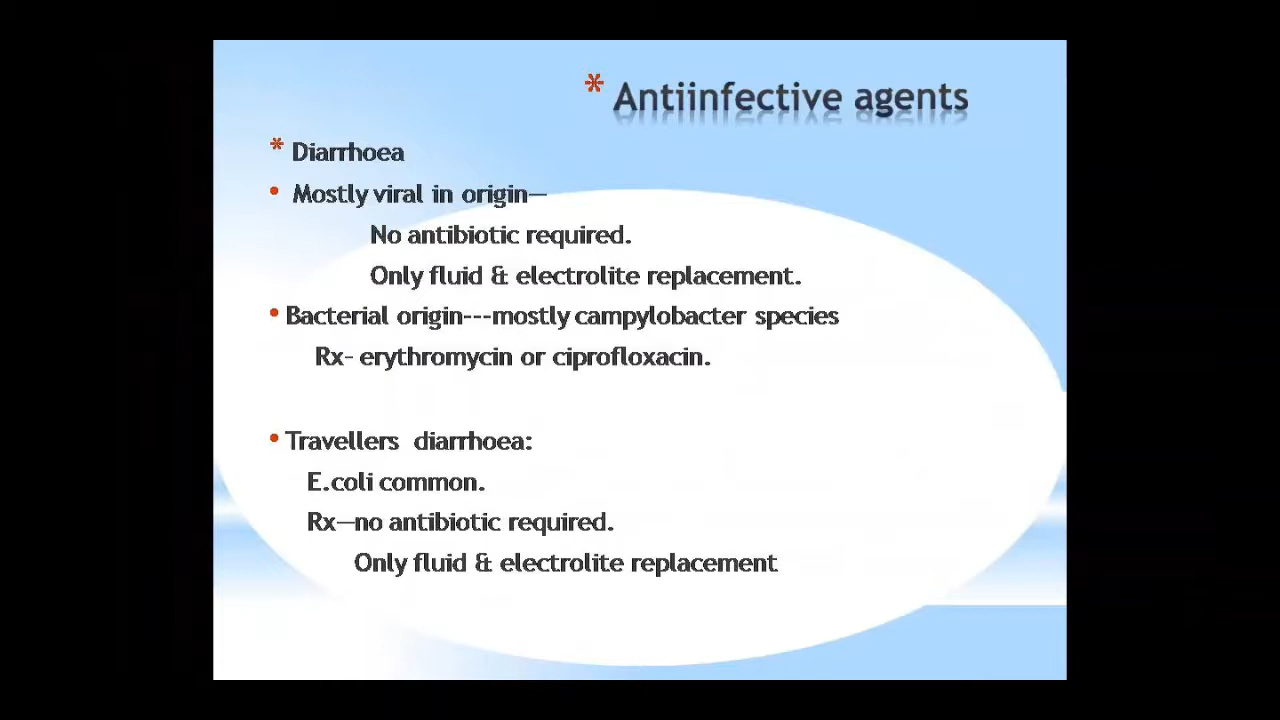 * Antiinfective agents
* Diarrhoea
• Mostly viral in origin—
No antibiotic required.
Only fluid & electrolite replacement.
• Bacterial origin---mostly campylobacter species
Rx- erythromycin or ciprofloxacin.
• Travellers diarrhoea:
E.coli common.
Rx—no antibiotic required.
Only fluid & electrolite replacement